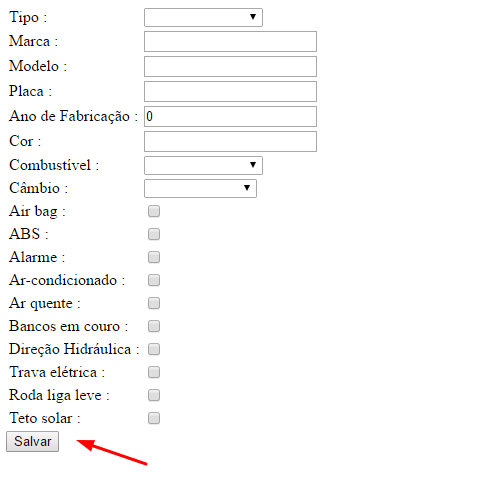 Tipo :
Marca :
Modelo :
Placa :
Ano de Fabricação : 0
Cor :
Combustível :
Câmbio :
Air bag :
ABS :
Alarme :
Ar-condicionado :
Ar quente :
Bancos em couro :
Direção Hidráulica :
Trava elétrica :
Roda liga leve :
Teto solar :
Salvar